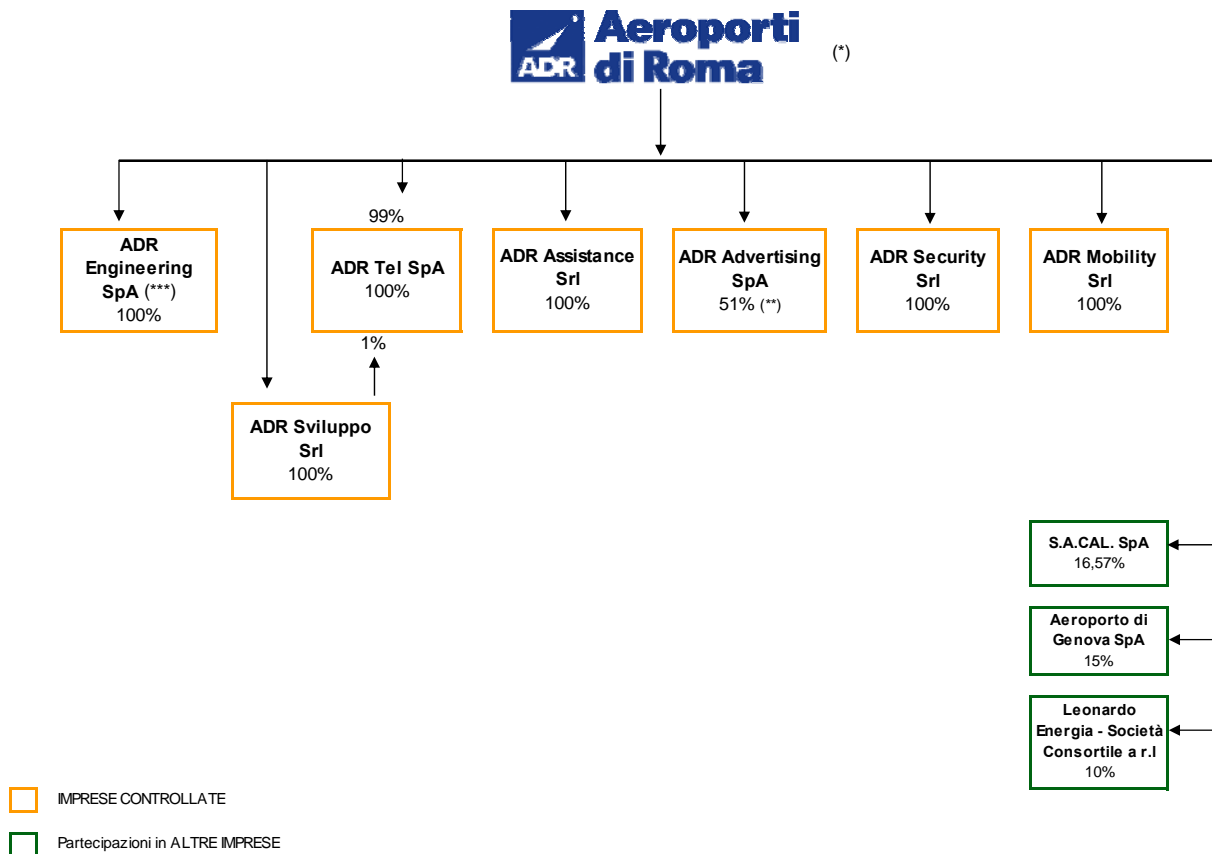 ADR
Aeroporti
di Roma
(*)
ADR
Engineering
SpA (***)
100%
99%
ADR Tel SpA
100%
1%
ADR Assistance
Srl
100%
ADR Advertising
SpA
51% (**)
ADR Security
Srl
100%
ADR Mobility
Srl
100%
ADR Sviluppo
Srl
100%
S.A.CAL. SpA
16,57%
Aeroporto di
Genova SpA
15%
Leonardo
Energia - Società
Consortile a r.l
10%
IMPRESE CONTROLLATE
Partecipazioni in ALTRE IMPRESE